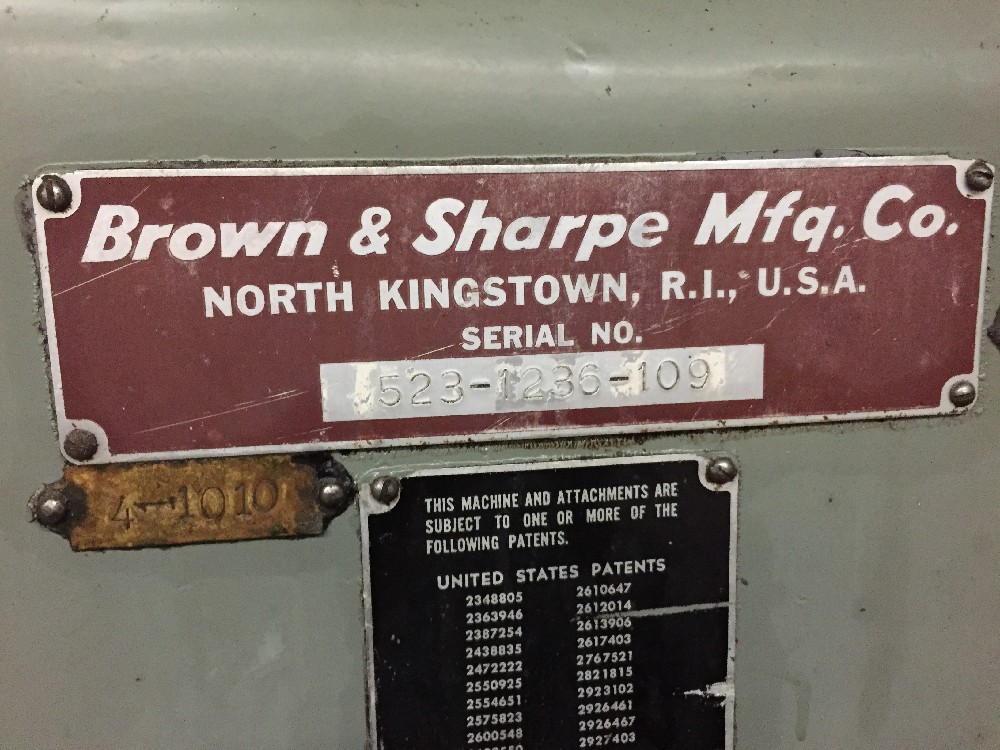 Brown & Sharpe Mfg. Co.
NORTH KINGSTOWN, R.I., U.S.A.
SERIAL NO.
523-1236-109
4-1010
THIS MACHINE AND ATTACHMENTS ARE
SUBJECT TO ONE OR MORE OF THE
FOLLOWING PATENTS.
UNITED STATES PATENTS
2348805 2610647
2363946 2612014
2387254 2613906
2438835 2617403
2472222 2767521
2550925 2821815
2554651 2923102
2575823 2926461
2600548 2926467
2927403